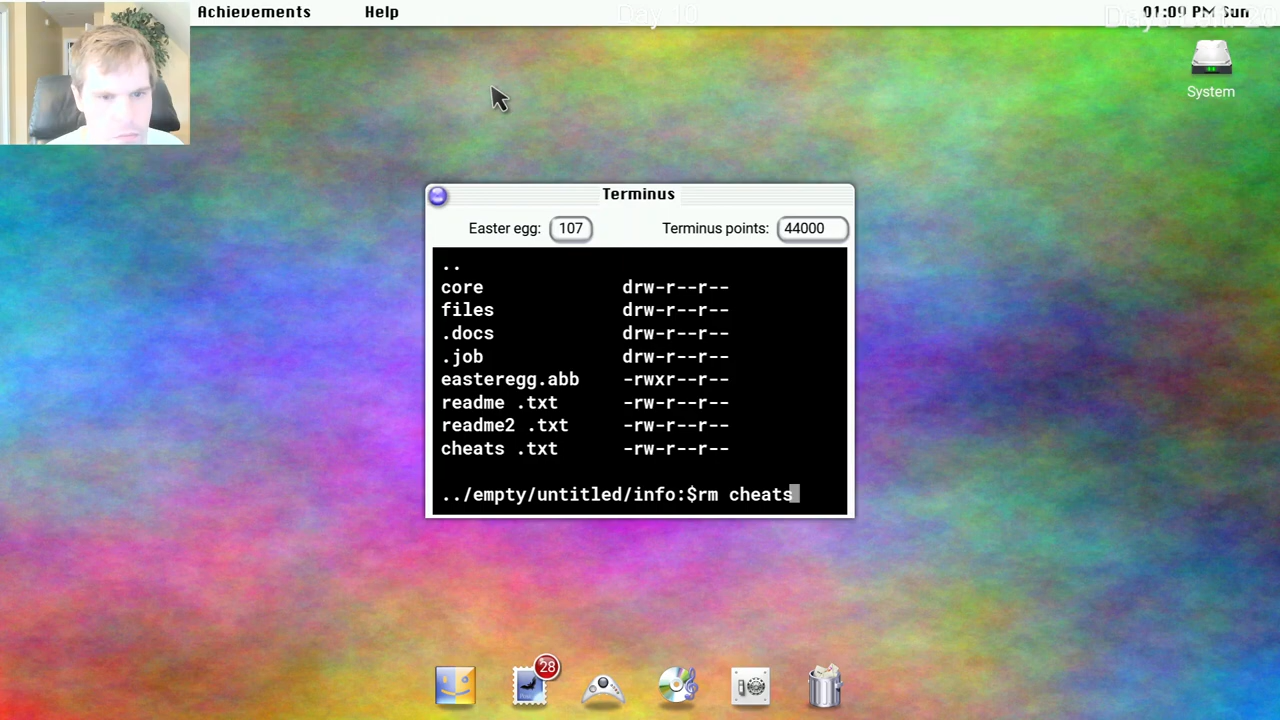 Achievements Help Day 10 01:09 PM Sun
System
Terminus
Easter egg: 107 Terminus points: 44000
..
core drw-r--r--
files drw-r--r--
.docs drw-r--r--
.job drw-r--r--
easteregg.abb -rwxr--r--
readme .txt -rw-r--r--
readme2 .txt -rw-r--r--
cheats .txt -rw-r--r--
../empty/untitled/info:$rm cheats
28